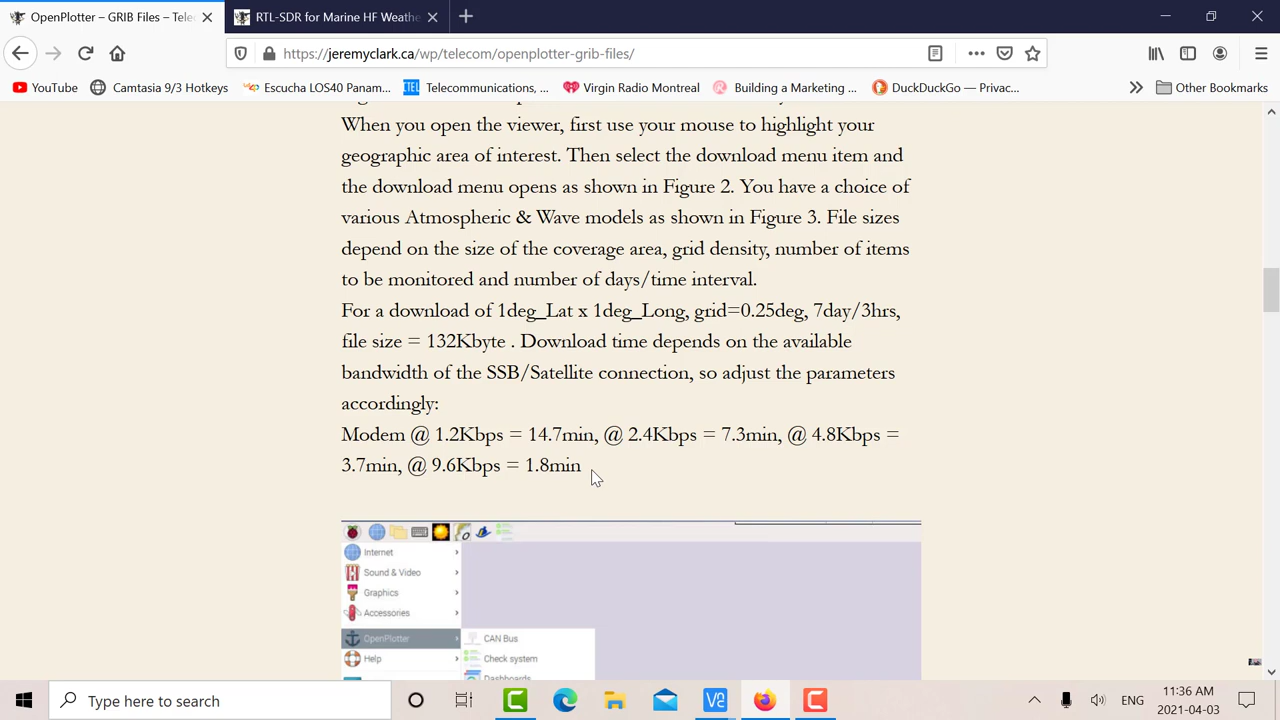 OpenPlotter – GRIB Files – Tele
RTL-SDR for Marine HF Weathe
https://jeremyclark.ca/wp/telecom/openplotter-grib-files/
YouTube
Camtasia 9/3 Hotkeys
Escucha LOS40 Panam...
Telecommunications, ...
Virgin Radio Montreal
Building a Marketing ...
DuckDuckGo — Privac...
Other Bookmarks
When you open the viewer, first use your mouse to highlight your
geographic area of interest. Then select the download menu item and
the download menu opens as shown in Figure 2. You have a choice of
various Atmospheric & Wave models as shown in Figure 3. File sizes
depend on the size of the coverage area, grid density, number of items
to be monitored and number of days/time interval.
For a download of 1deg_Lat x 1deg_Long, grid=0.25deg, 7day/3hrs,
file size = 132Kbyte . Download time depends on the available
bandwidth of the SSB/Satellite connection, so adjust the parameters
accordingly:
Modem @ 1.2Kbps = 14.7min, @ 2.4Kbps = 7.3min, @ 4.8Kbps =
3.7min, @ 9.6Kbps = 1.8min
Internet
Sound & Video
Graphics
Accessories
OpenPlotter
CAN Bus
Help
Check system
Dashboards
Type here to search
ENG
11:36 AM
2021-04-03